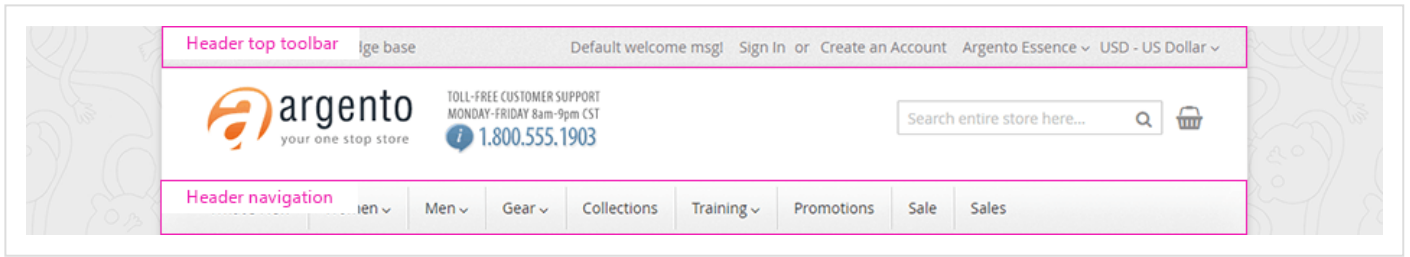 Header top toolbar dge base Default welcome msg! Sign In or Create an Account Argento Essence USD - US Dollar
argento
your one stop store
TOLL-FREE CUSTOMER SUPPORT
MONDAY-FRIDAY 8am-9pm CST
1.800.555.1903
Search entire store here...
Header navigation
Men Gear Collections Training Promotions Sale Sales